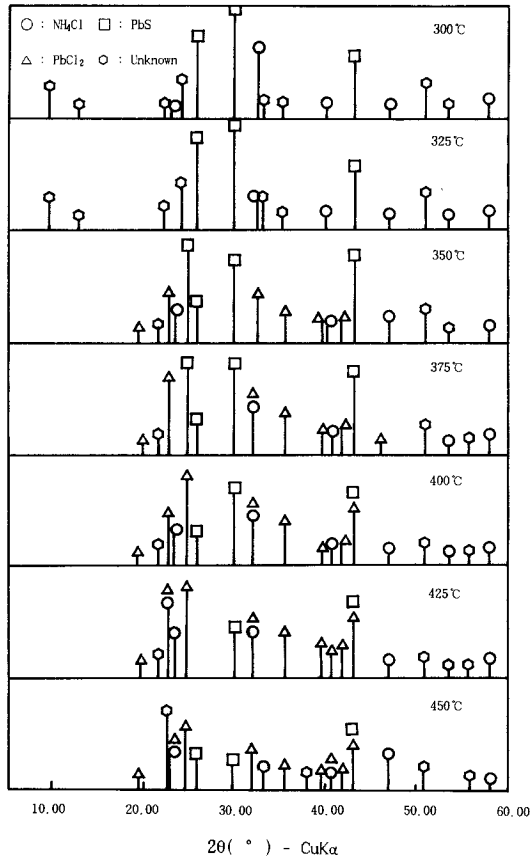 ○ : NH₄Cl □ : PbS
△ : PbCl₂ ⬡ : Unknown
300℃
325℃
350℃
375℃
400℃
425℃
450℃
10.00 20.00 30.00 40.00 50.00 60.00
2θ( ° ) - CuKα